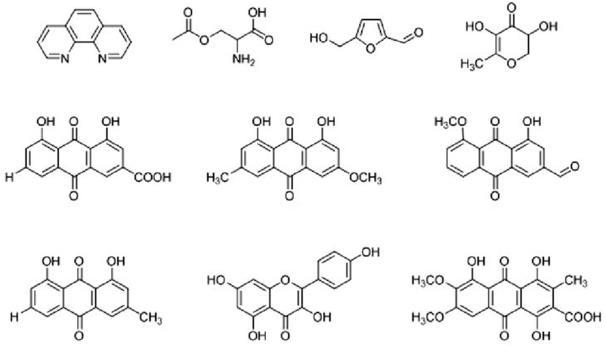 O OH O
O O HO O HO OH
N N NH₂ O H₃C O
OH O OH OH O OH H₃CO O OH
H COOH H₃C OCH₃ O
O O O
OH
OH O OH OH O OH
HO O H₃CO CH₃
H CH₃ OH H₃CO COOH
O OH O O OH